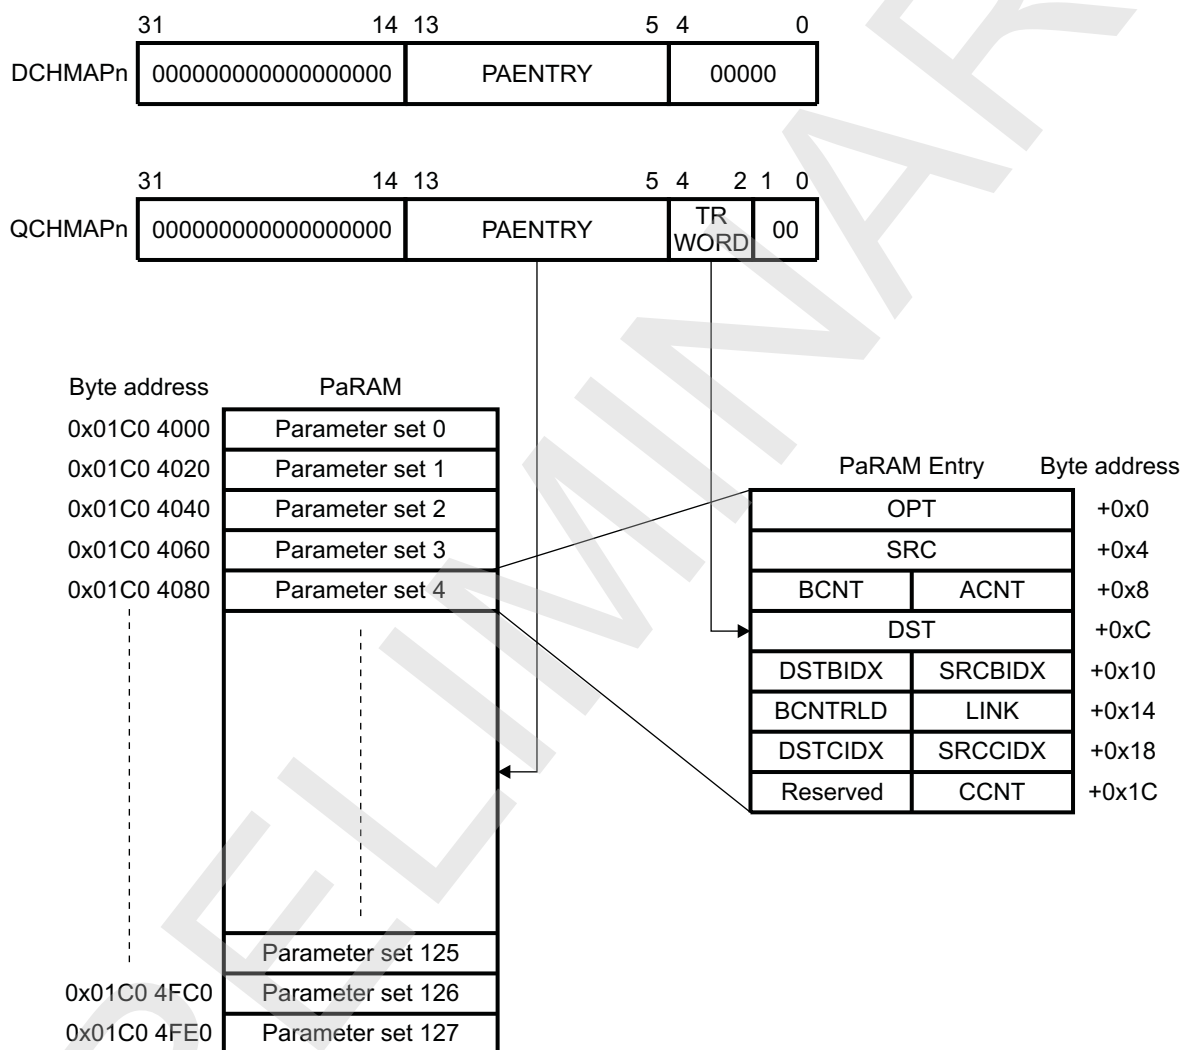 31 14 13 5 4 0
DCHMAPn 000000000000000000 PAENTRY 00000
31 14 13 5 4 2 1 0
QCHMAPn 000000000000000000 PAENTRY TR WORD 00
Byte address PaRAM
0x01C0 4000 Parameter set 0
0x01C0 4020 Parameter set 1
0x01C0 4040 Parameter set 2
0x01C0 4060 Parameter set 3
0x01C0 4080 Parameter set 4
PaRAM Entry Byte address
OPT +0x0
SRC +0x4
BCNT ACNT +0x8
DST +0xC
DSTBIDX SRCBIDX +0x10
BCNTRLD LINK +0x14
DSTCIDX SRCCIDX +0x18
Reserved CCNT +0x1C
Parameter set 125
0x01C0 4FC0 Parameter set 126
0x01C0 4FE0 Parameter set 127
ELIMINAR